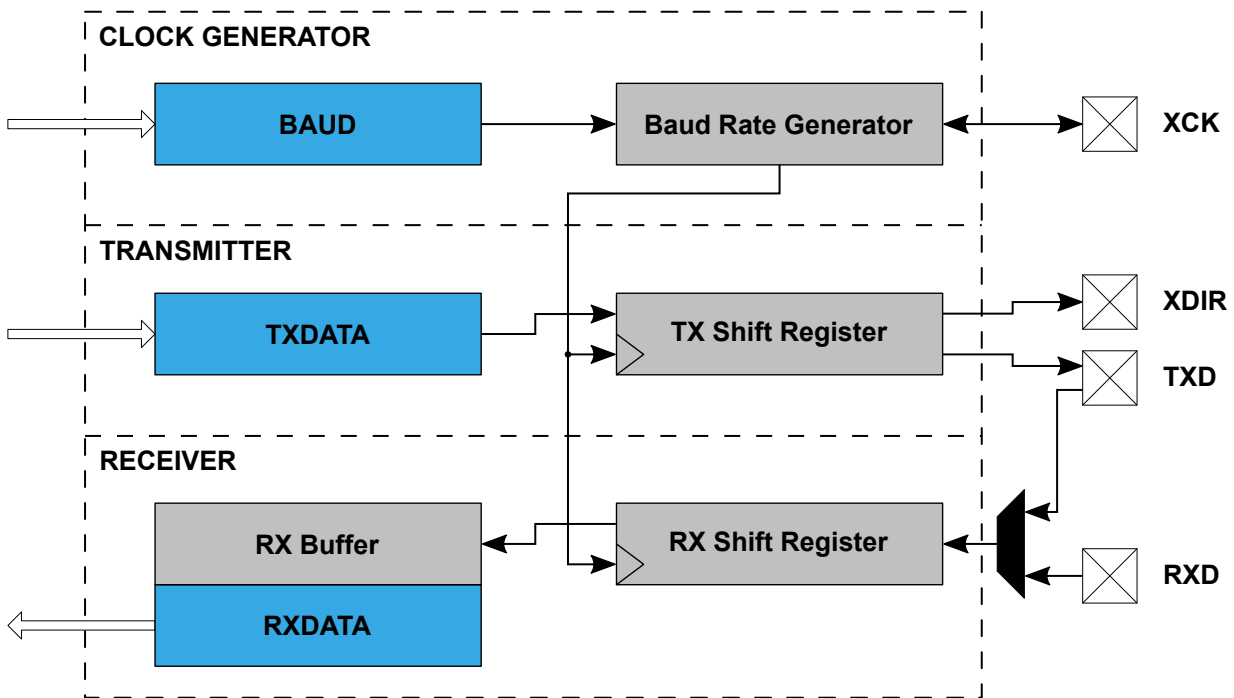 CLOCK GENERATOR
BAUD
Baud Rate Generator
XCK
TRANSMITTER
TXDATA
TX Shift Register
XDIR
TXD
RECEIVER
RX Buffer
RX Shift Register
RXD
RXDATA